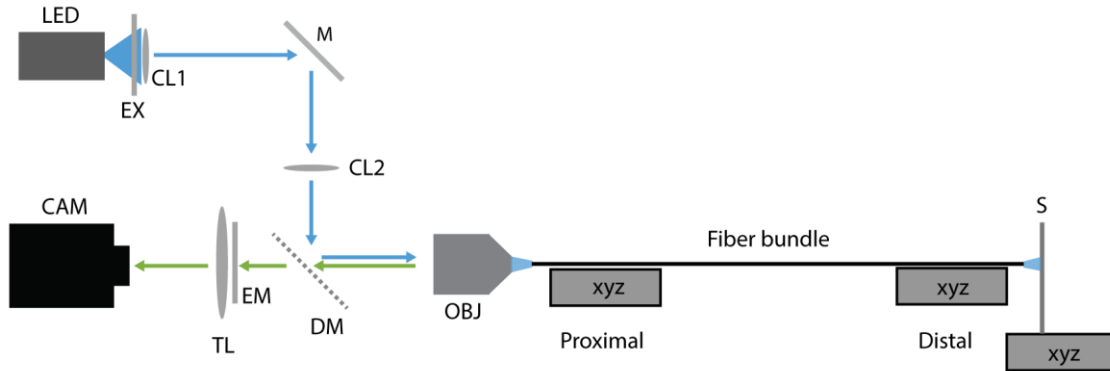 LED
M
CL1
EX
CL2
CAM
S
Fiber bundle
xyz
xyz
EM
OBJ
DM
TL
Proximal
Distal
xyz